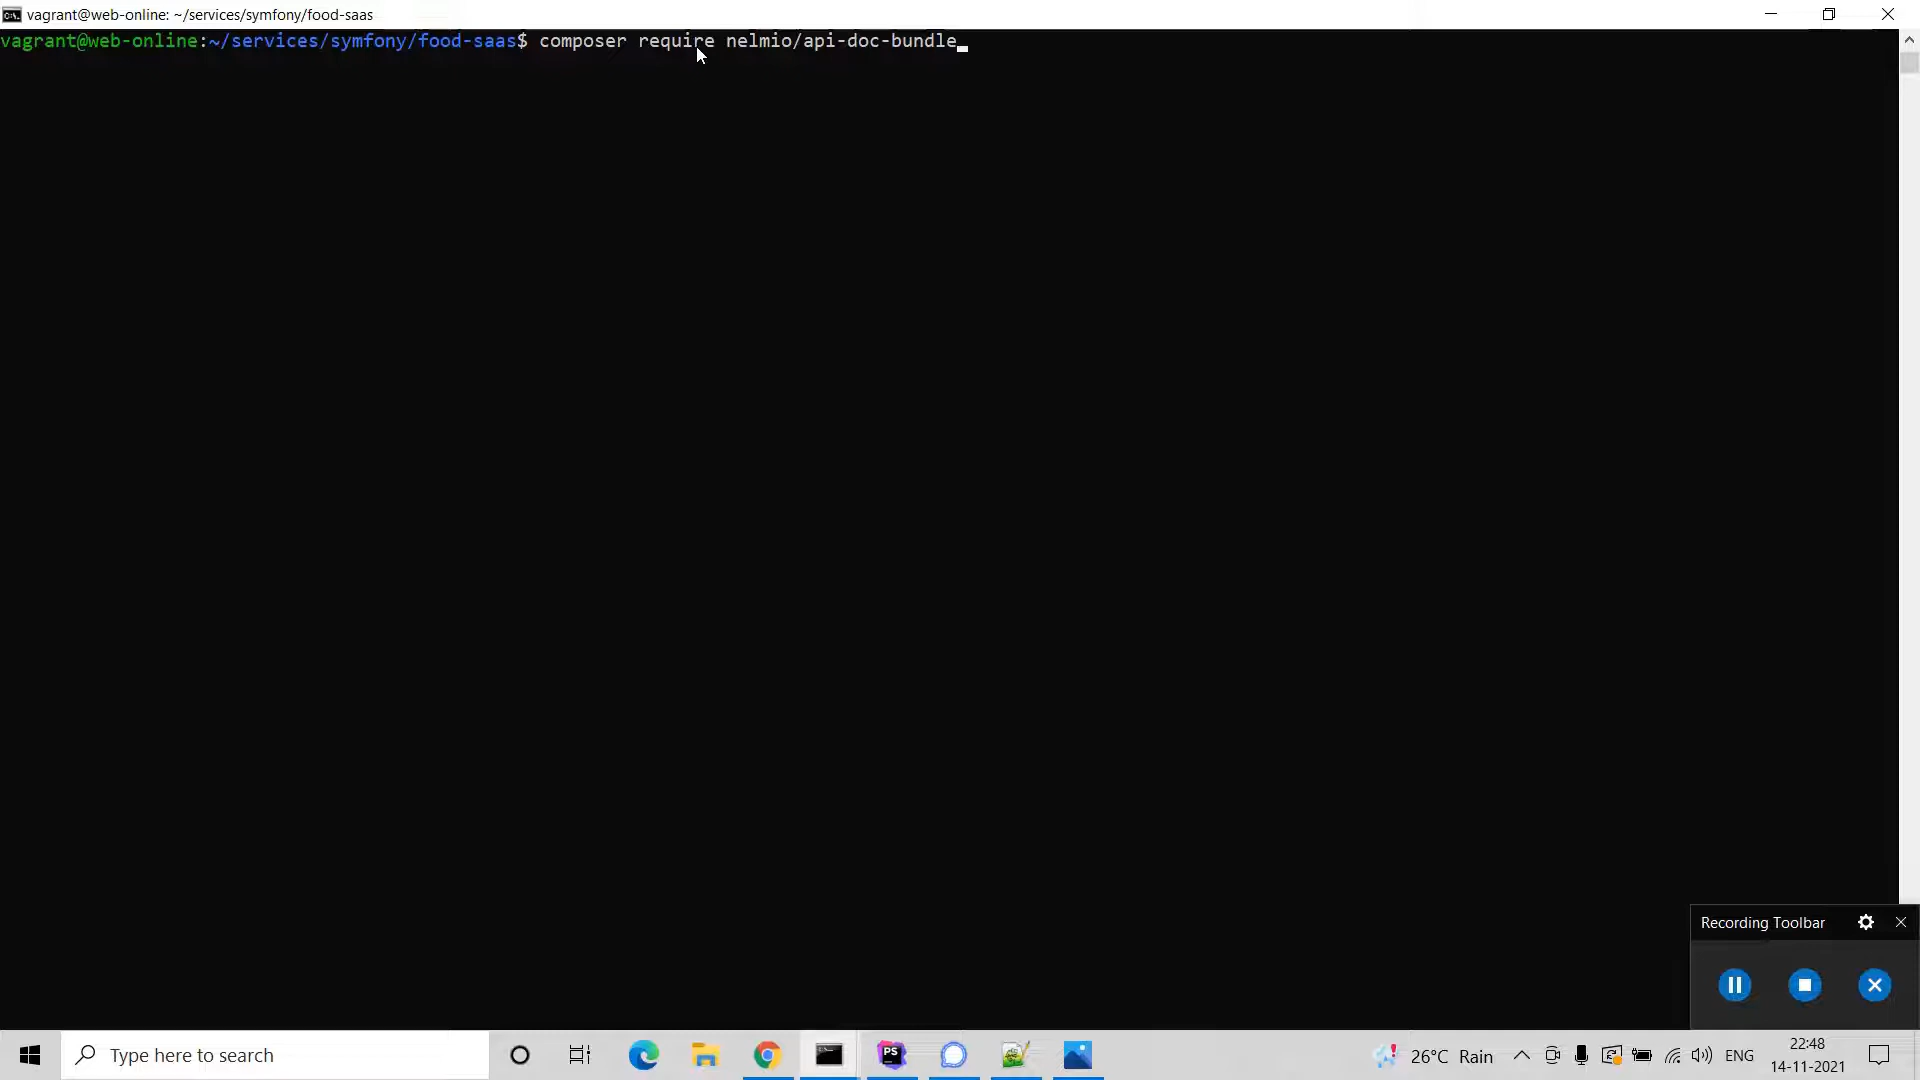 vagrant@web-online: ~/services/symfony/food-saas
vagrant@web-online:~/services/symfony/food-saas$ composer require nelmio/api-doc-bundle
Recording Toolbar
Type here to search
PS
26°C Rain
ENG
22:48
14-11-2021